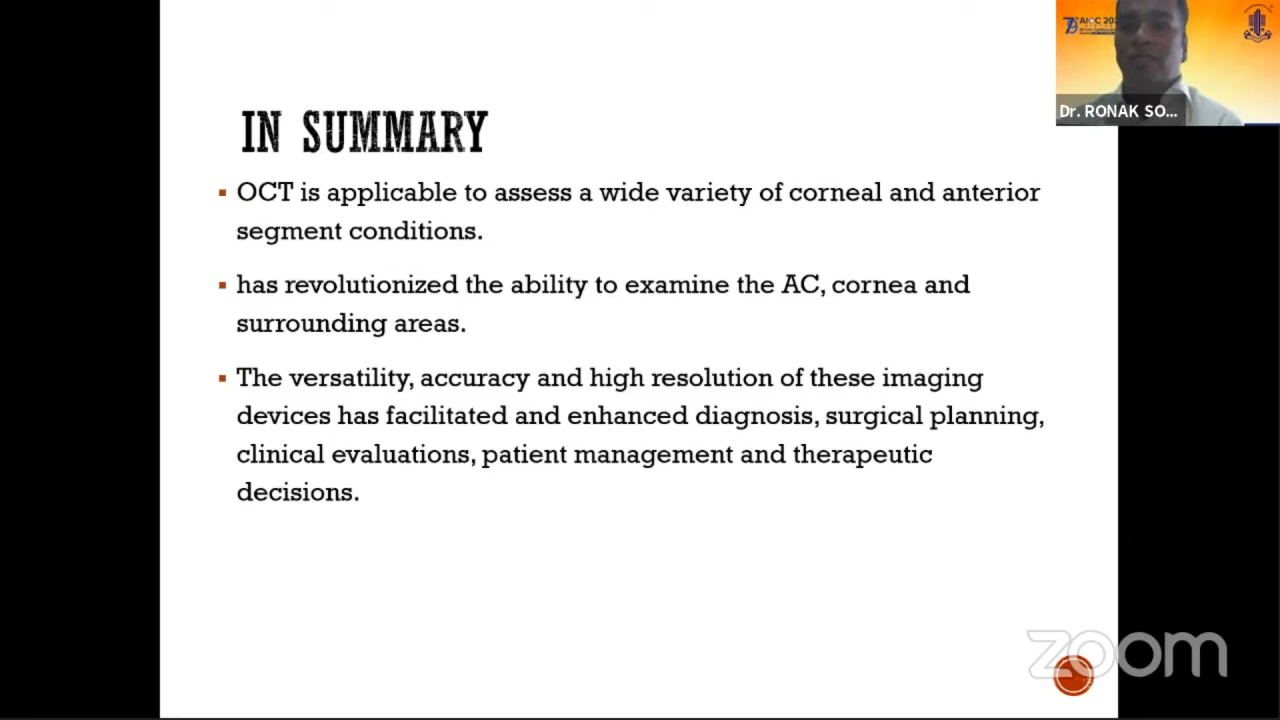 IN SUMMARY
▪ OCT is applicable to assess a wide variety of corneal and anterior
segment conditions.
▪ has revolutionized the ability to examine the AC, cornea and
surrounding areas.
▪ The versatility, accuracy and high resolution of these imaging
devices has facilitated and enhanced diagnosis, surgical planning,
clinical evaluations, patient management and therapeutic
decisions.
Dr. RONAK SO...
zoom